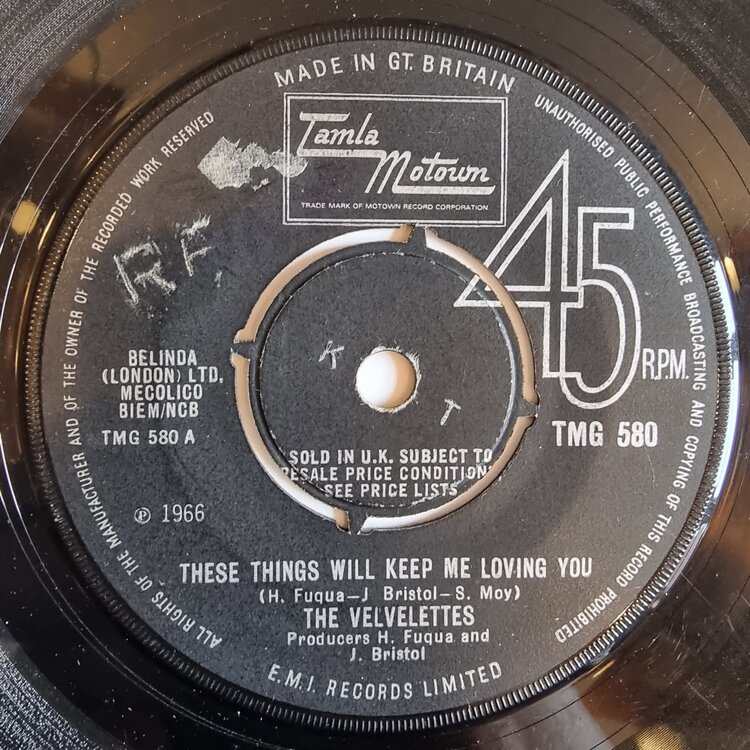 MADE IN GT. BRITAIN
UNAUTHORISED PUBLIC PERFORMANCE BROADCASTING AND COPYING OF THIS RECORD PROHIBITED
ALL RIGHTS OF THE MANUFACTURER AND OF THE OWNER OF THE RECORDED WORK RESERVED
Tamla
Motown
TRADE MARK OF MOTOWN RECORD CORPORATION
45
R.P.M.
RF
K T
BELINDA
(LONDON) LTD.
MECOLICO
BIEM/NCB
TMG 580 A
TMG 580
SOLD IN U.K. SUBJECT TO
RESALE PRICE CONDITION
SEE PRICE LISTS
℗ 1966
THESE THINGS WILL KEEP ME LOVING YOU
(H. Fuqua–J Bristol–S. Moy)
THE VELVELETTES
Producers H. Fuqua and
J. Bristol
E.M.I. RECORDS LIMITED